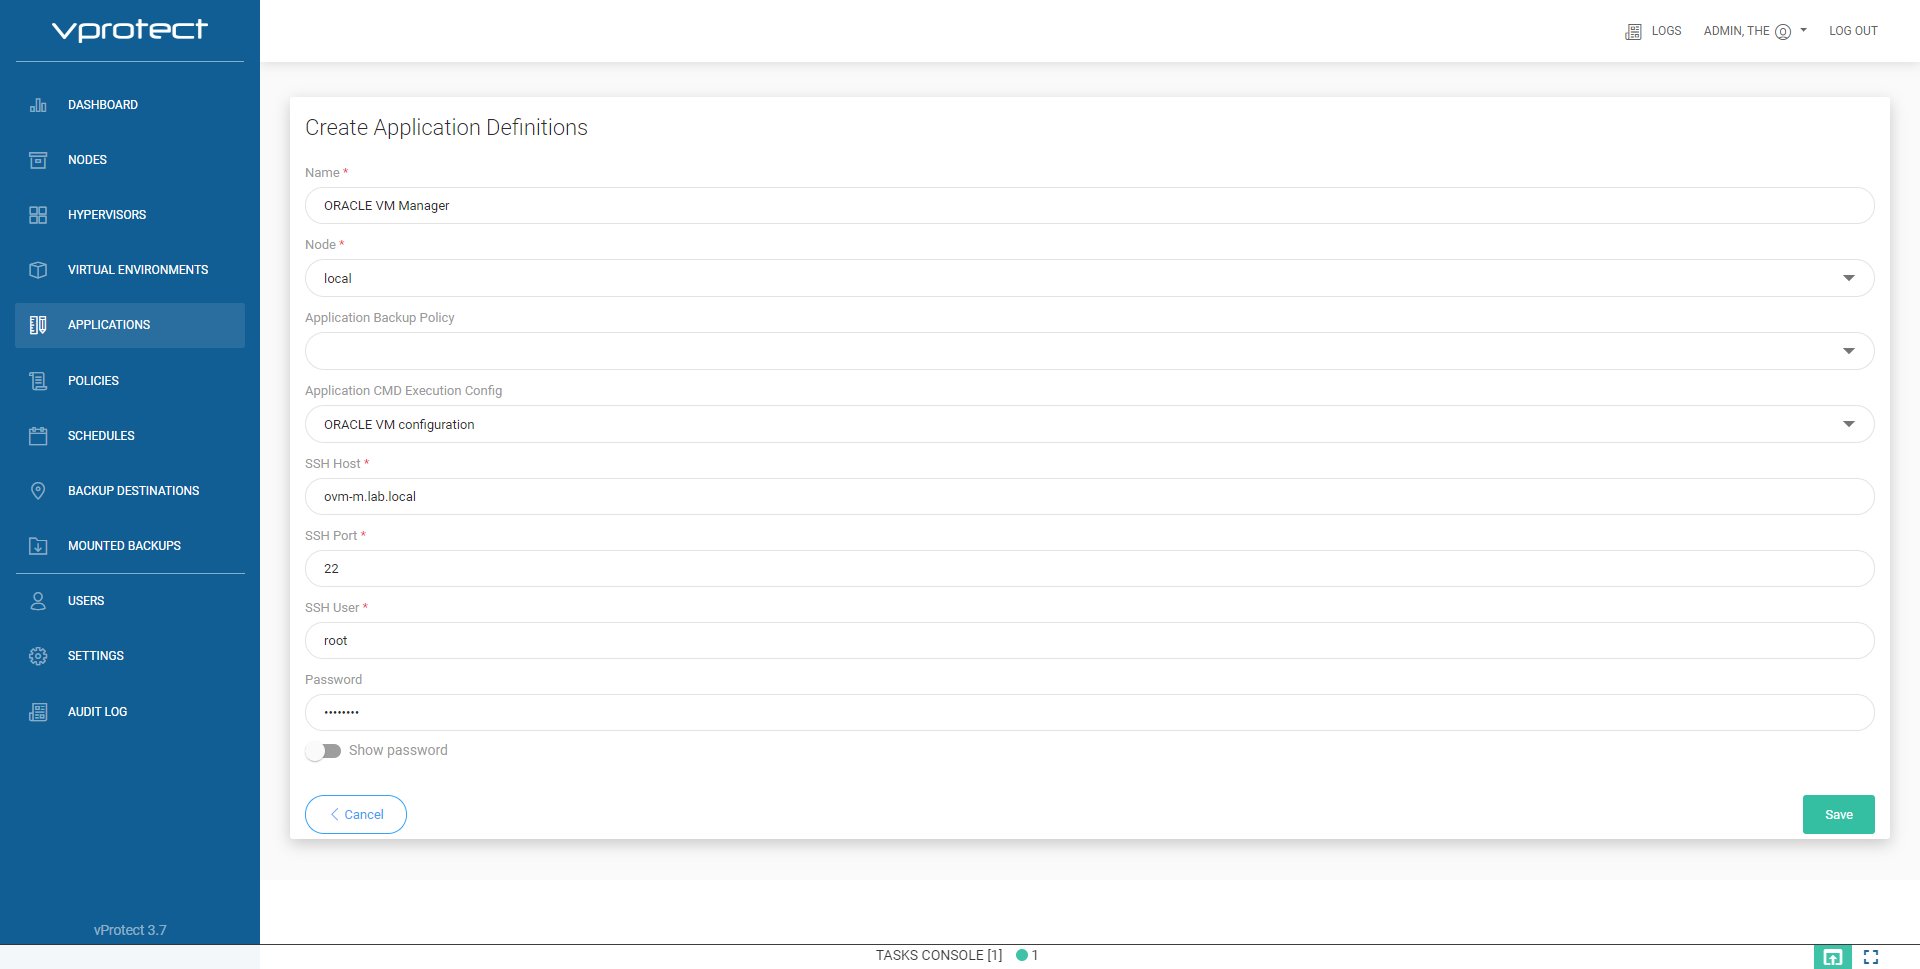 vprotect
LOGS
ADMIN, THE
LOG OUT
DASHBOARD
NODES
HYPERVISORS
VIRTUAL ENVIRONMENTS
APPLICATIONS
POLICIES
SCHEDULES
BACKUP DESTINATIONS
MOUNTED BACKUPS
USERS
SETTINGS
AUDIT LOG
vProtect 3.7
Create Application Definitions
Name *
ORACLE VM Manager
Node *
local
Application Backup Policy
Application CMD Execution Config
ORACLE VM configuration
SSH Host *
ovm-m.lab.local
SSH Port *
22
SSH User *
root
Password
••••••••
Show password
Cancel
Save
TASKS CONSOLE [1] 1